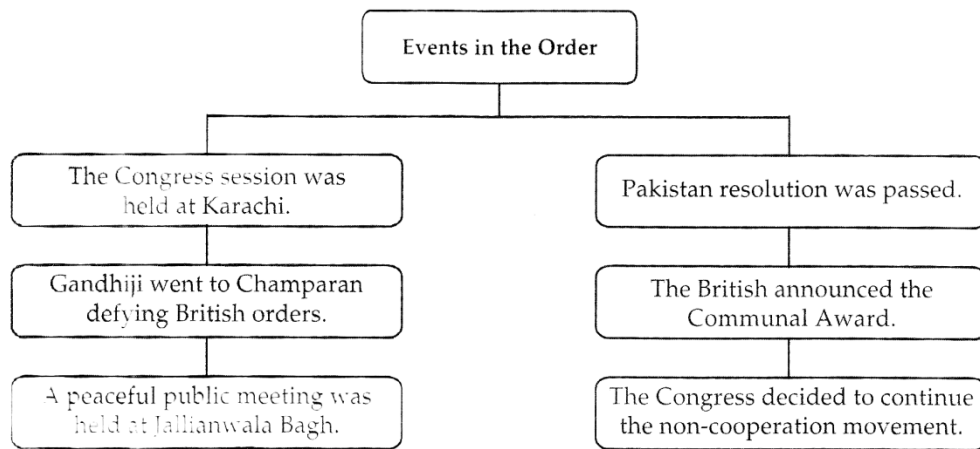 Events in the Order
The Congress session was
held at Karachi.
Pakistan resolution was passed.
Gandhiji went to Champaran
defying British orders.
The British announced the
Communal Award.
A peaceful public meeting was
held at Jallianwala Bagh.
The Congress decided to continue
the non-cooperation movement.